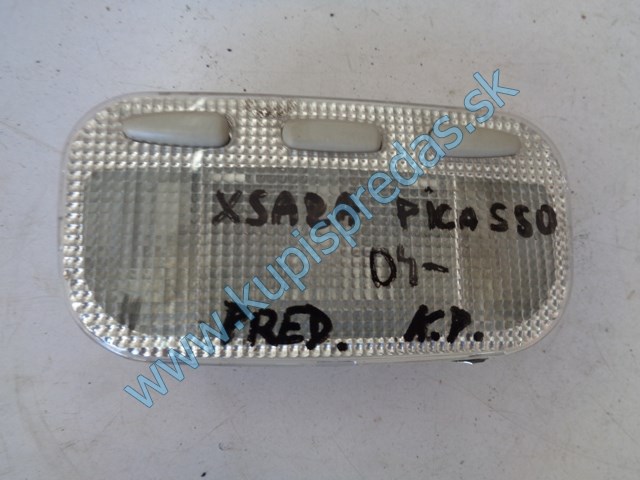 XSARA PICASSO
04-
PRED. K.P.
www.kupispredas.sk